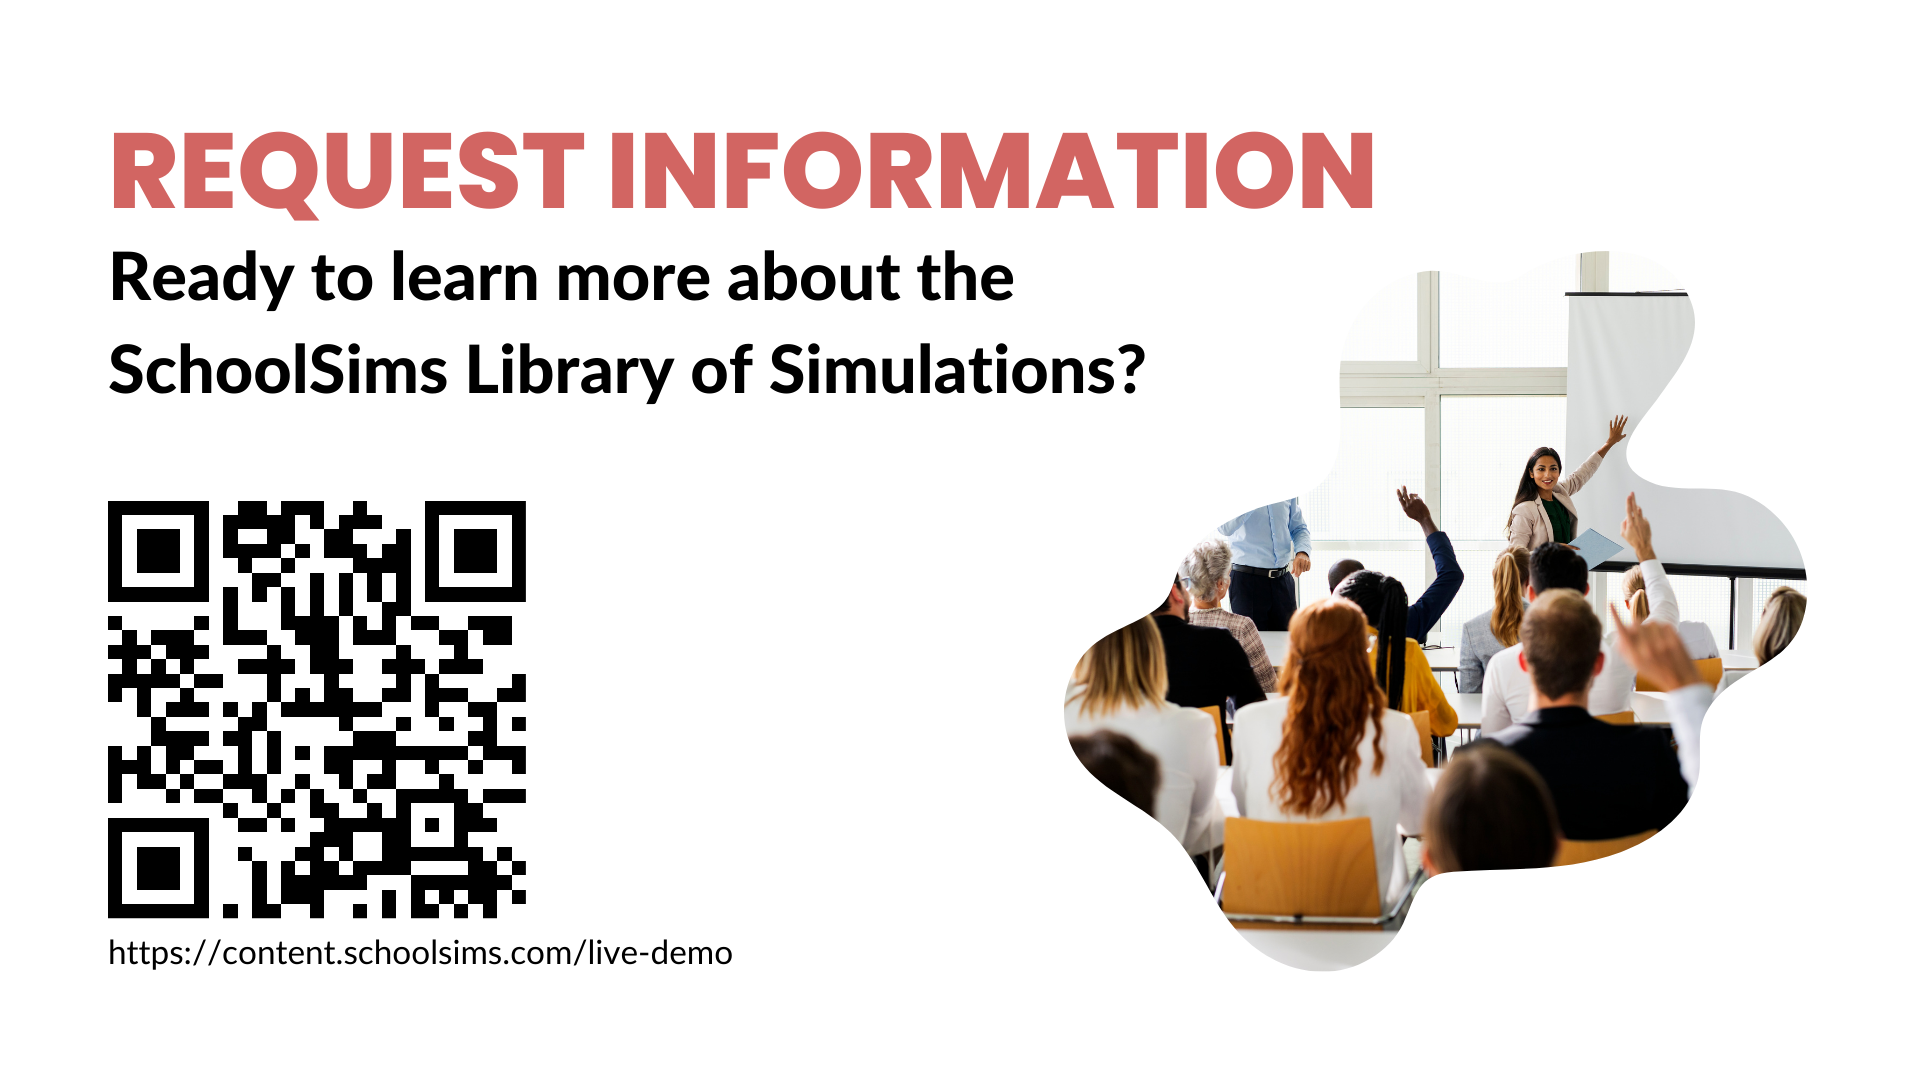 REQUEST INFORMATION
Ready to learn more about the
SchoolSims Library of Simulations?
https://content.schoolsims.com/live-demo